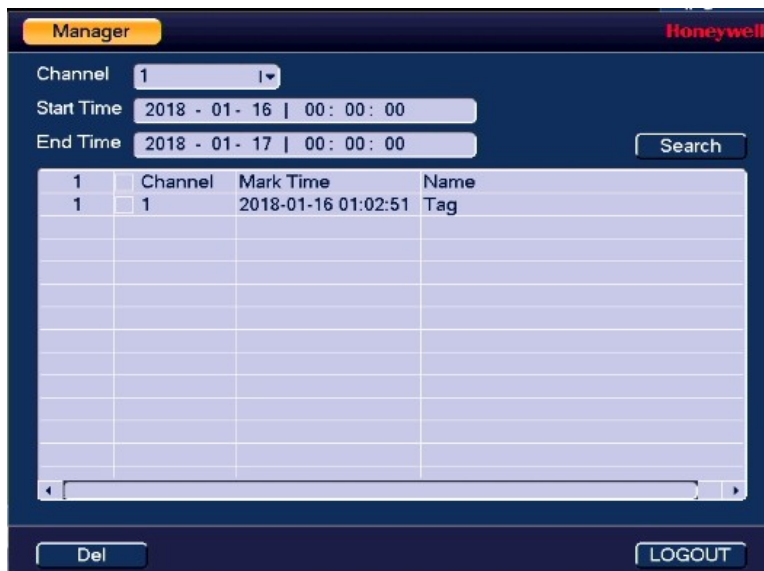 Manager
Honeywell
Channel 1
Start Time 2018 - 01 - 16 | 00 : 00 : 00
End Time 2018 - 01 - 17 | 00 : 00 : 00
Search
1 Channel Mark Time Name
1 1 2018-01-16 01:02:51 Tag
Del LOGOUT